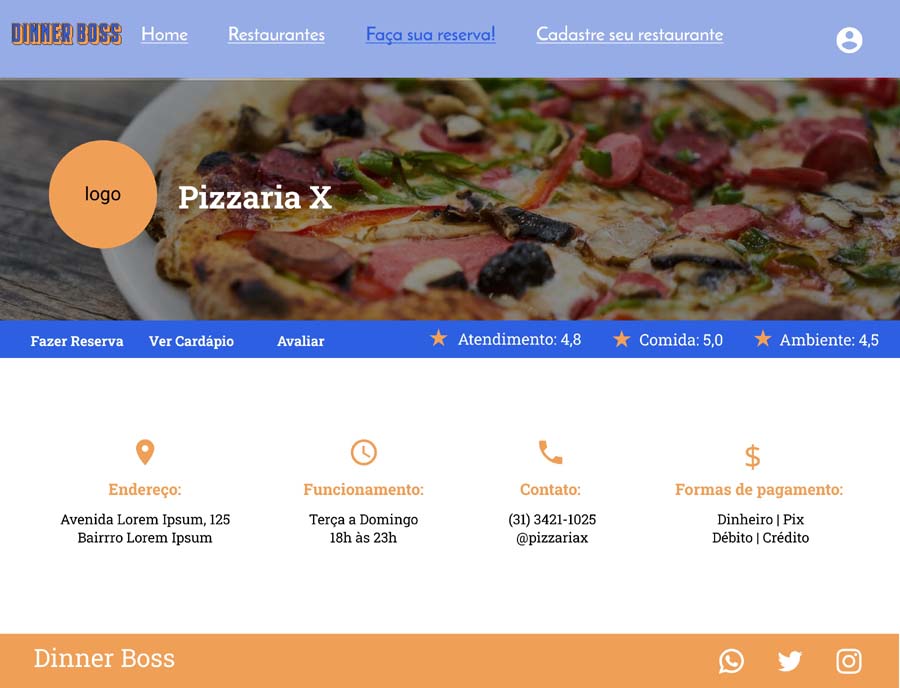 DINNER BOSS Home Restaurantes Faça sua reserva! Cadastre seu restaurante
logo
Pizzaria X
Fazer Reserva Ver Cardápio Avaliar Atendimento: 4,8 Comida: 5,0 Ambiente: 4,5
$
Endereço: Funcionamento: Contato: Formas de pagamento:
Avenida Lorem Ipsum, 125 Terça a Domingo (31) 3421-1025 Dinheiro | Pix
Bairrro Lorem Ipsum 18h às 23h @pizzariax Débito | Crédito
Dinner Boss